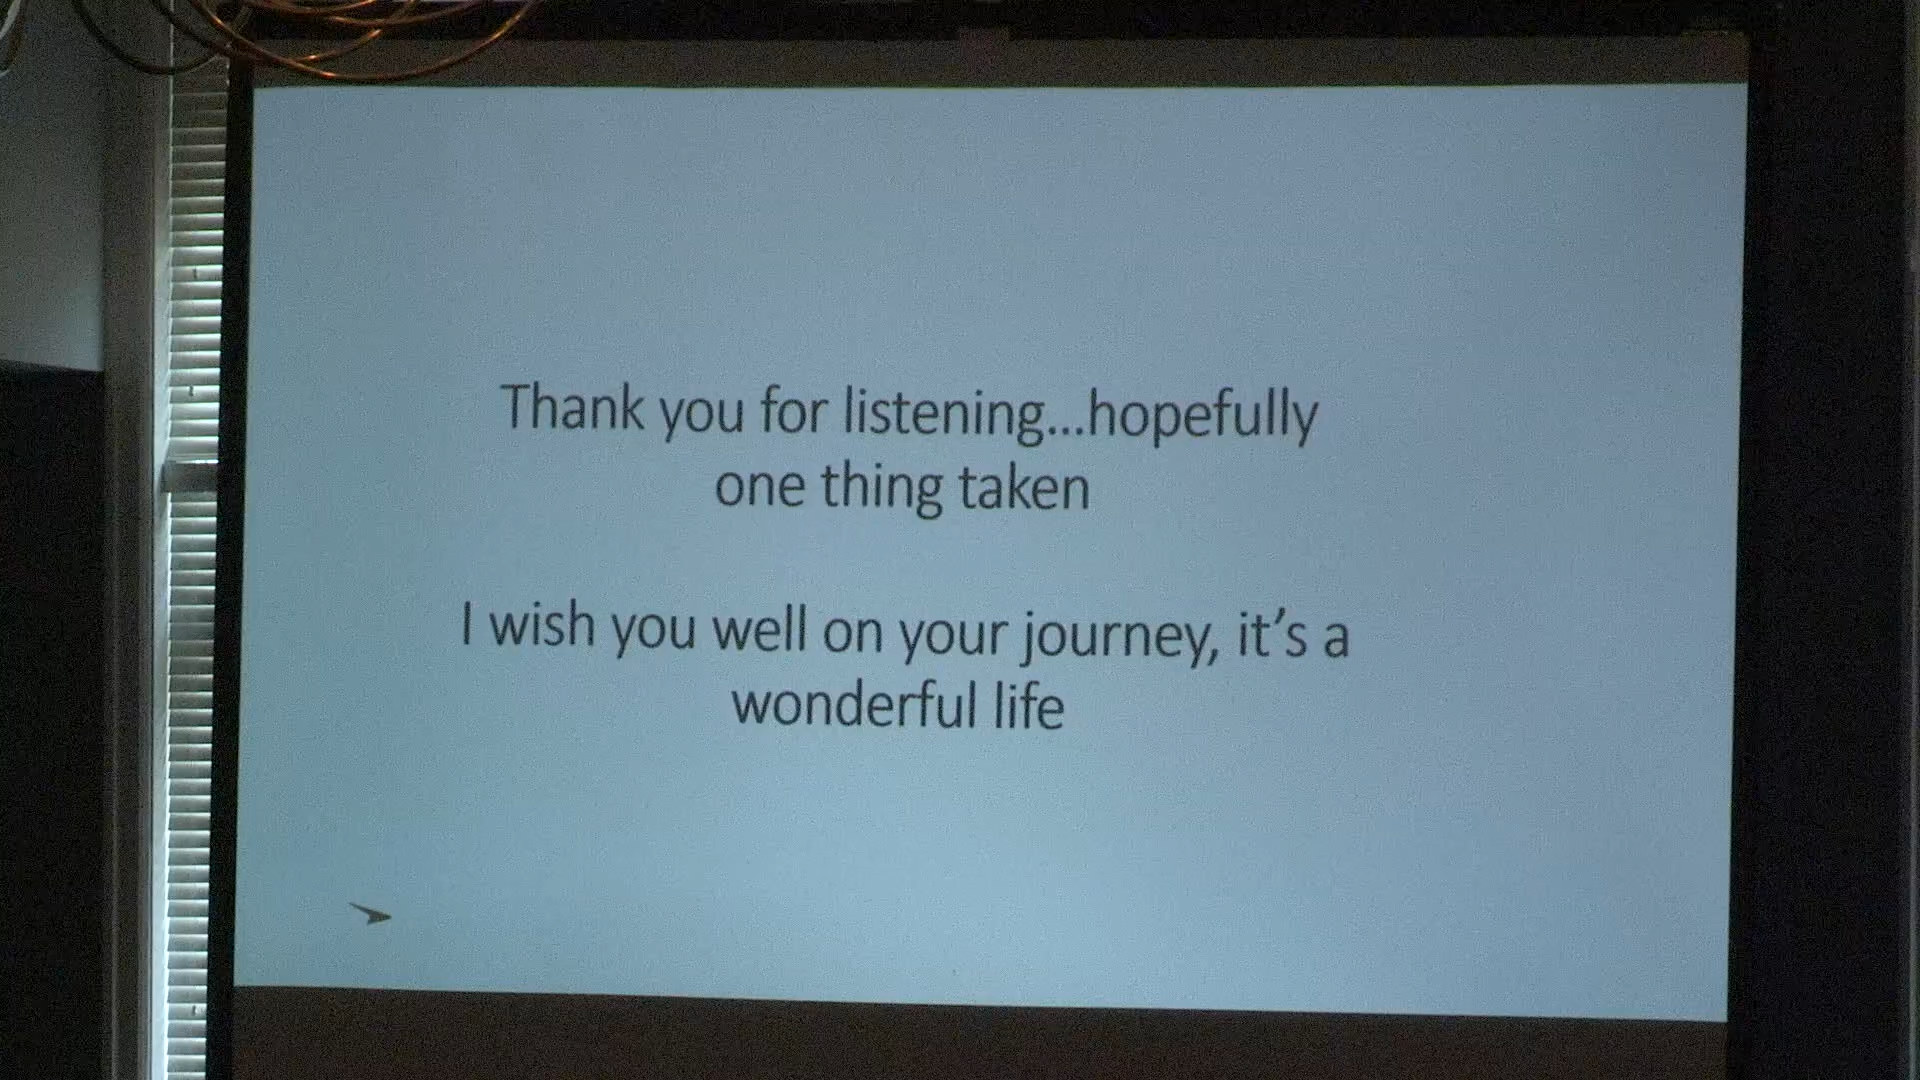 Thank you for listening...hopefully
one thing taken
I wish you well on your journey, it's a
wonderful life